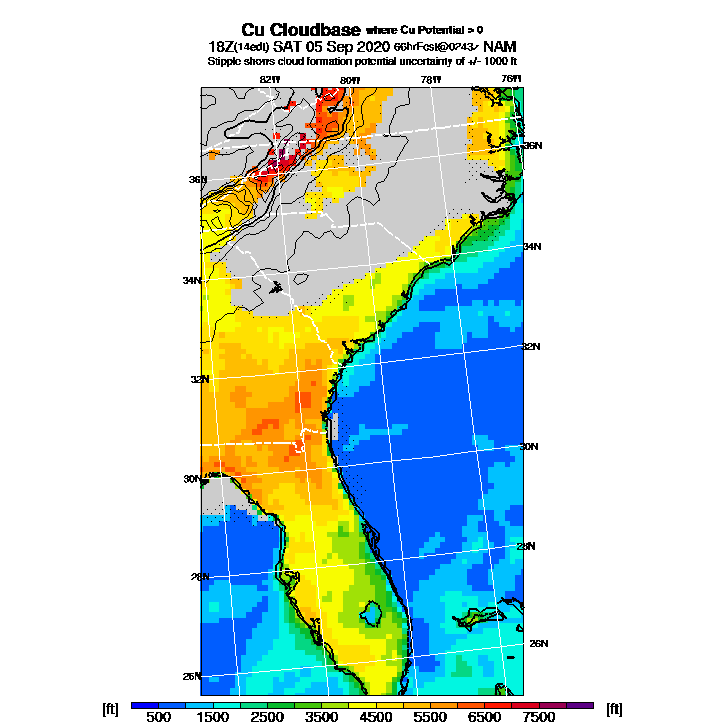 Cu Cloudbase where Cu Potential > 0
18Z(14edt) SAT 05 Sep 2020 66hrFcst@0243z NAM
Stipple shows cloud formation potential uncertainty of +/- 1000 ft
82W 80W 78W 76W
36N
36N
34N
34N
32N
32N
30N
30N
28N
28N
26N
26N
[ft] [ft]
500 1500 2500 3500 4500 5500 6500 7500